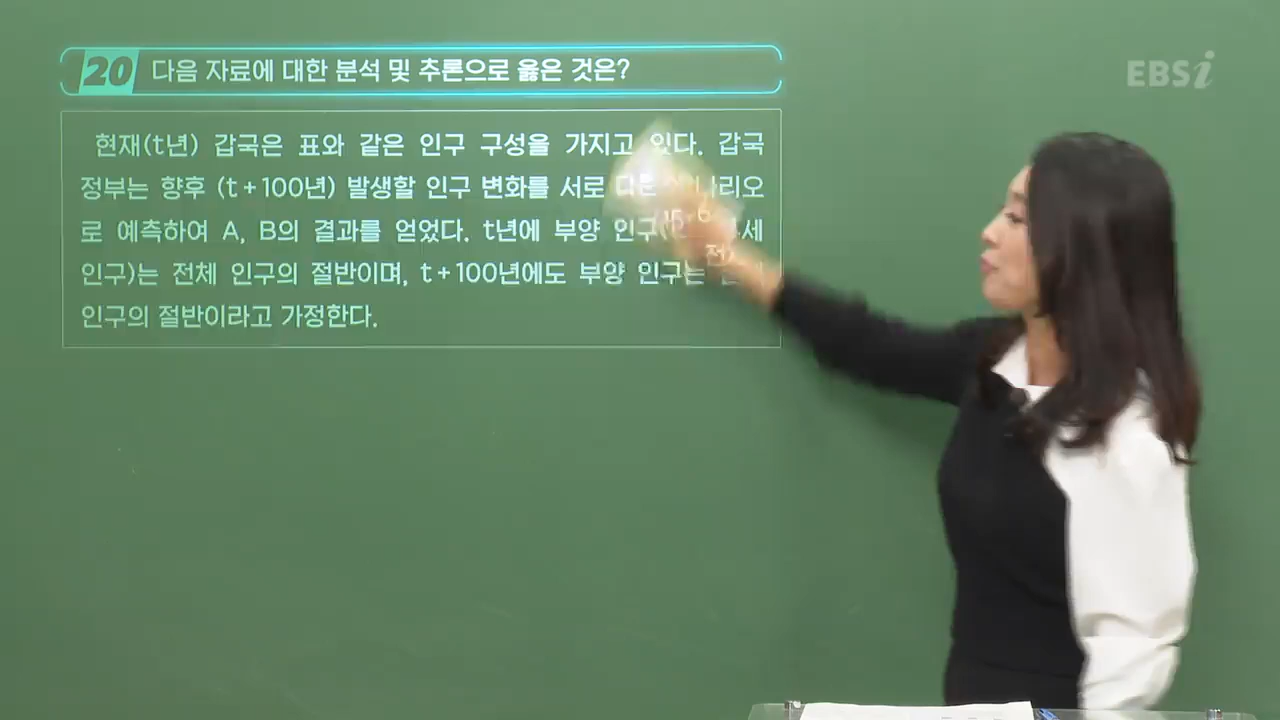 EBSi
20 다음 자료에 대한 분석 및 추론으로 옳은 것은?
현재(t년) 갑국은 표와 같은 인구 구성을 가지고 있다. 갑국
정부는 향후 (t+100년) 발생할 인구 변화를 서로 다른
로 예측하여 A, B의 결과를 얻었다. t년에 부양 인구(15
인구)는 전체 인구의 절반이며, t+100년에도 부양 인구는
인구의 절반이라고 가정한다.